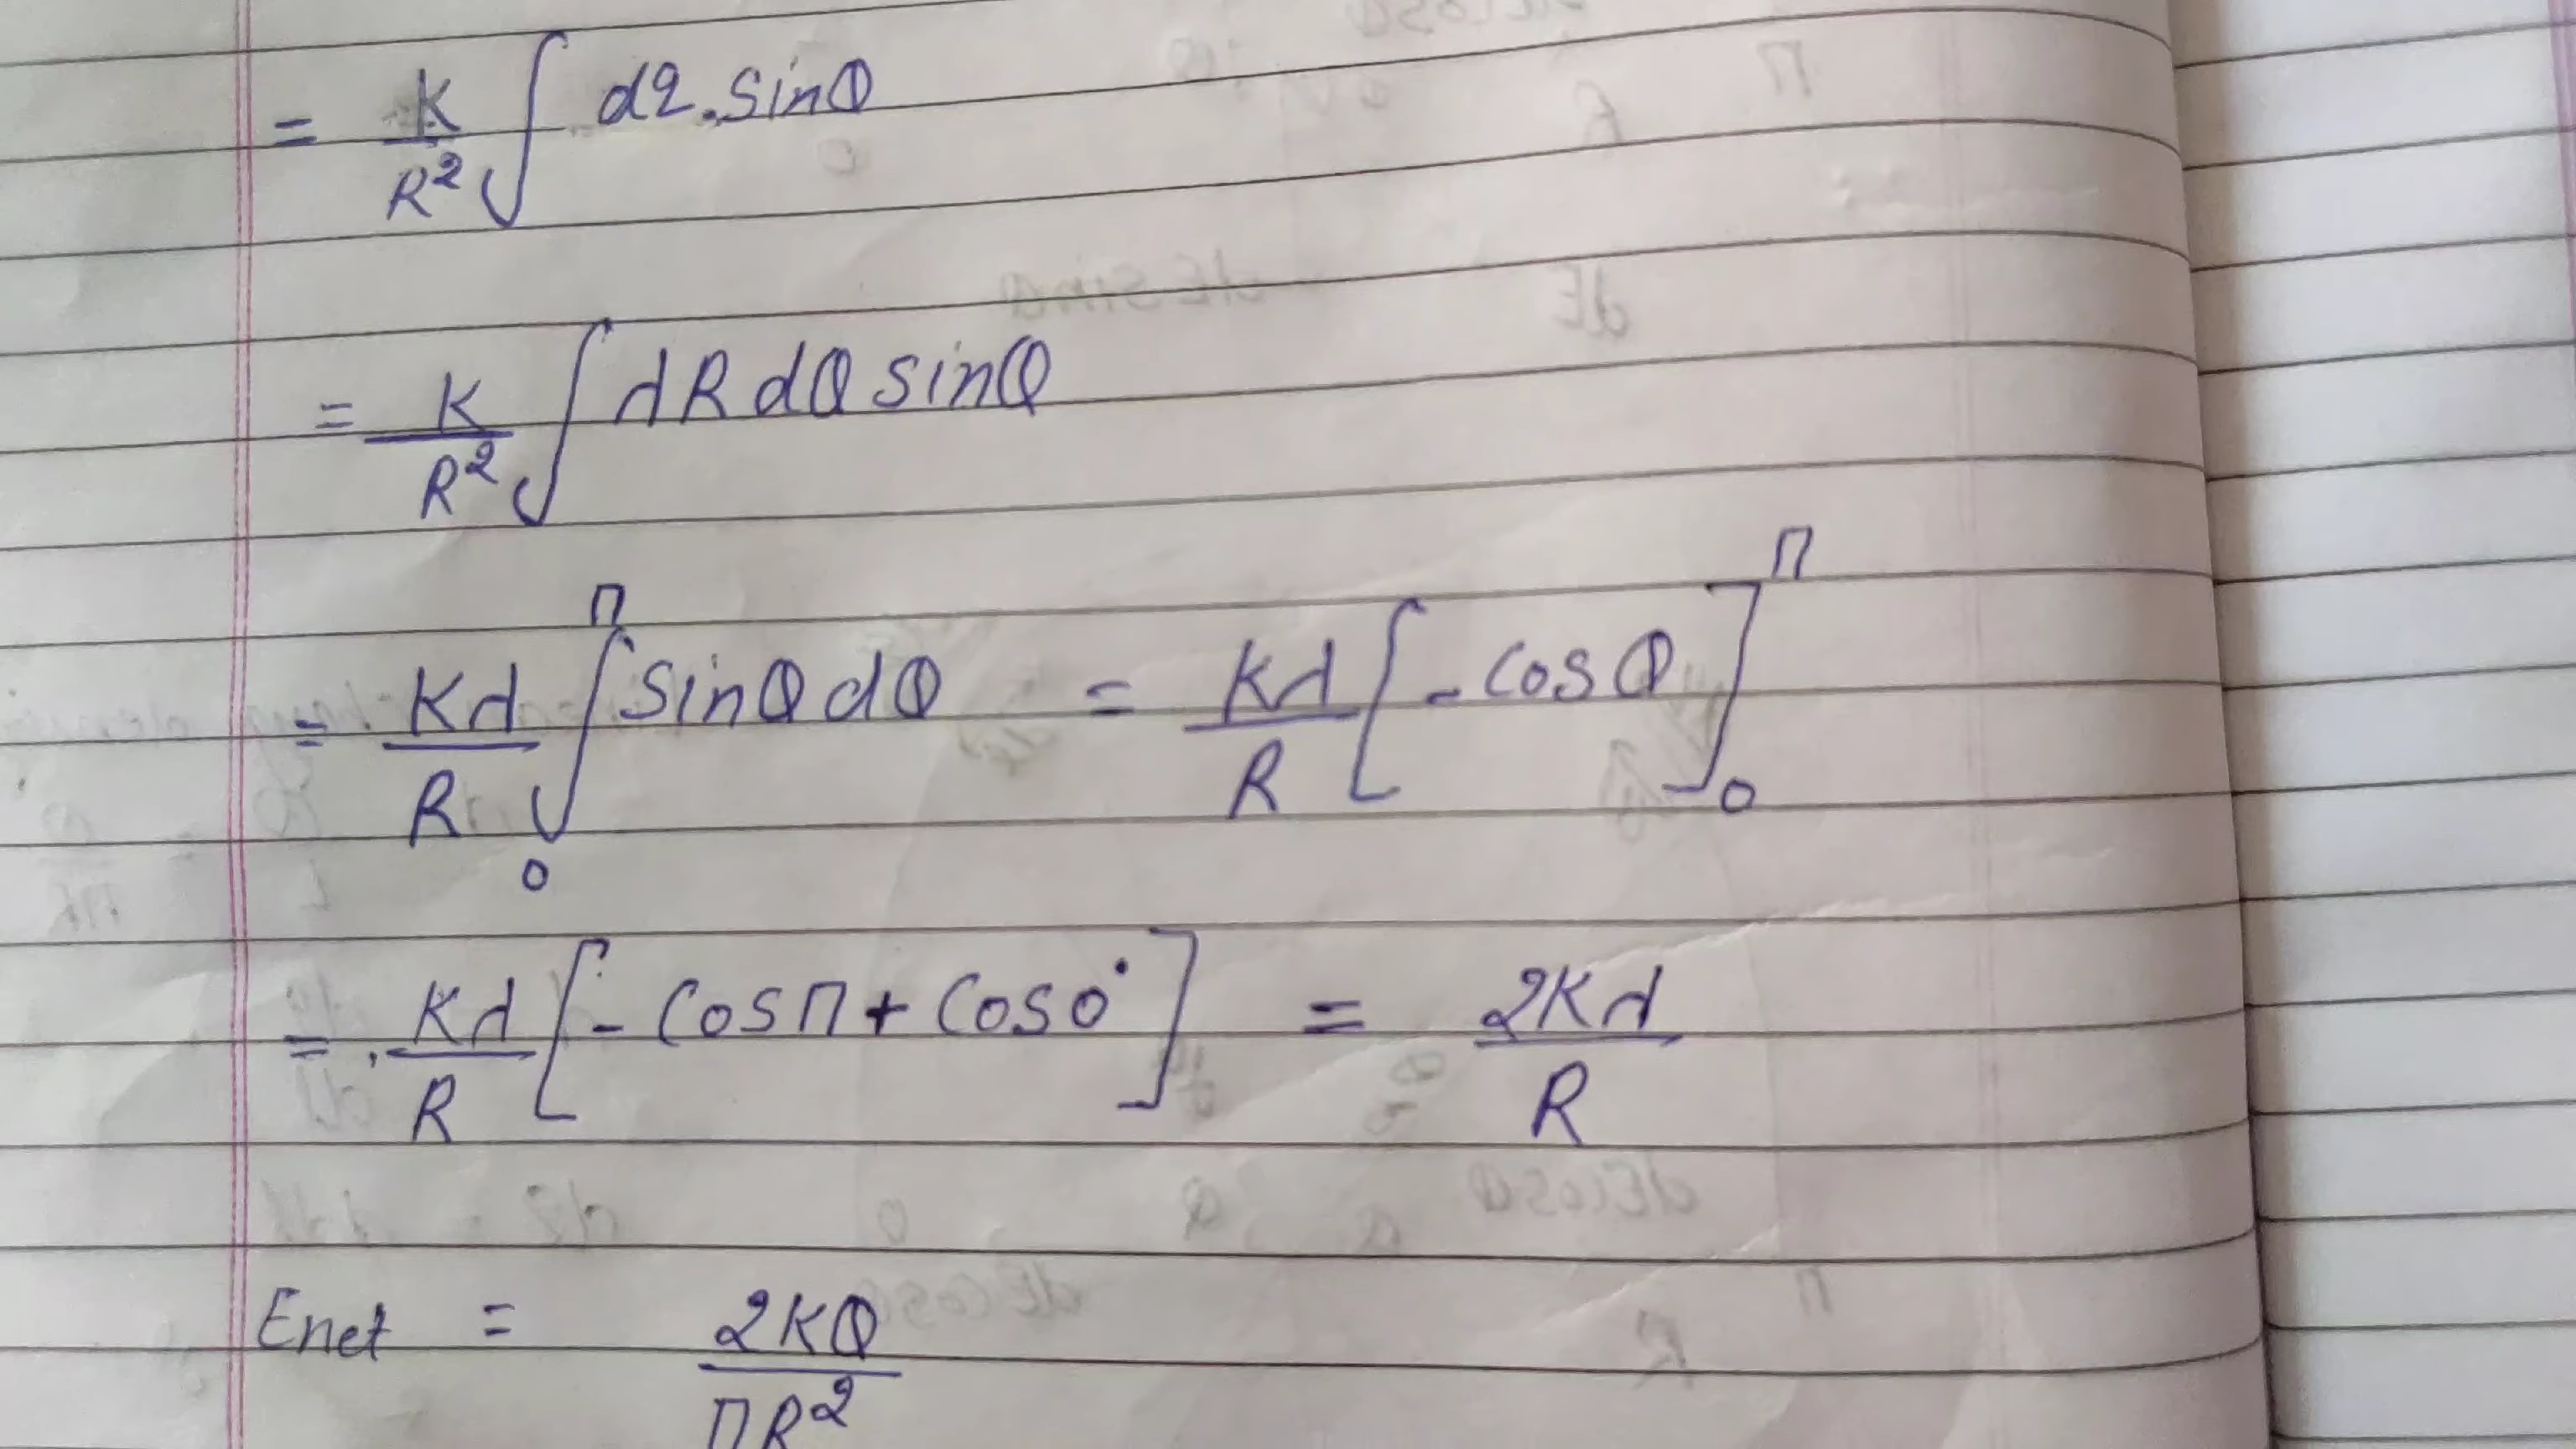 = K/R² ∫ dq.sinθ
= K/R² ∫ λR dθ sinθ
= Kλ/R ∫₀^π sinθ dθ = Kλ/R [-cosθ]₀^π
= Kλ/R [-cosπ + cos0°] = 2Kλ/R
Enet = 2KQ/πR²